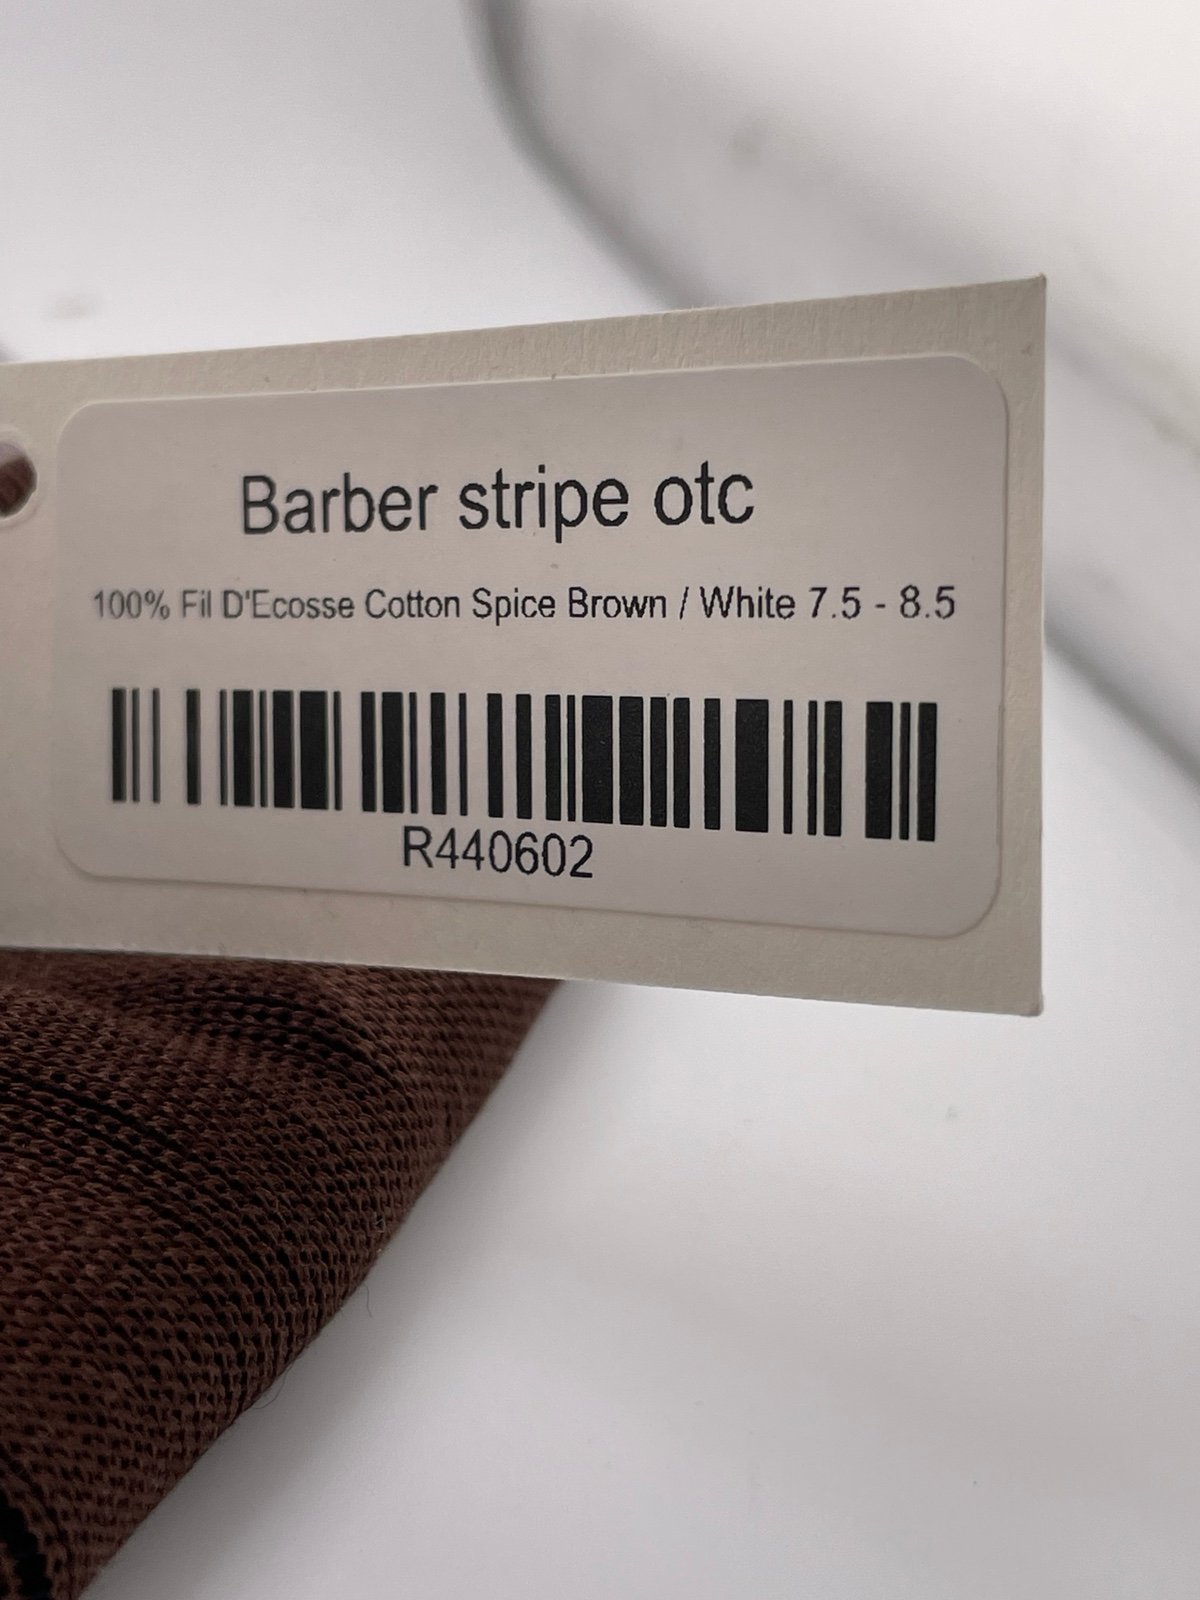 Barber stripe otc
100% Fil D'Ecosse Cotton Spice Brown / White 7.5 - 8.5
R440602